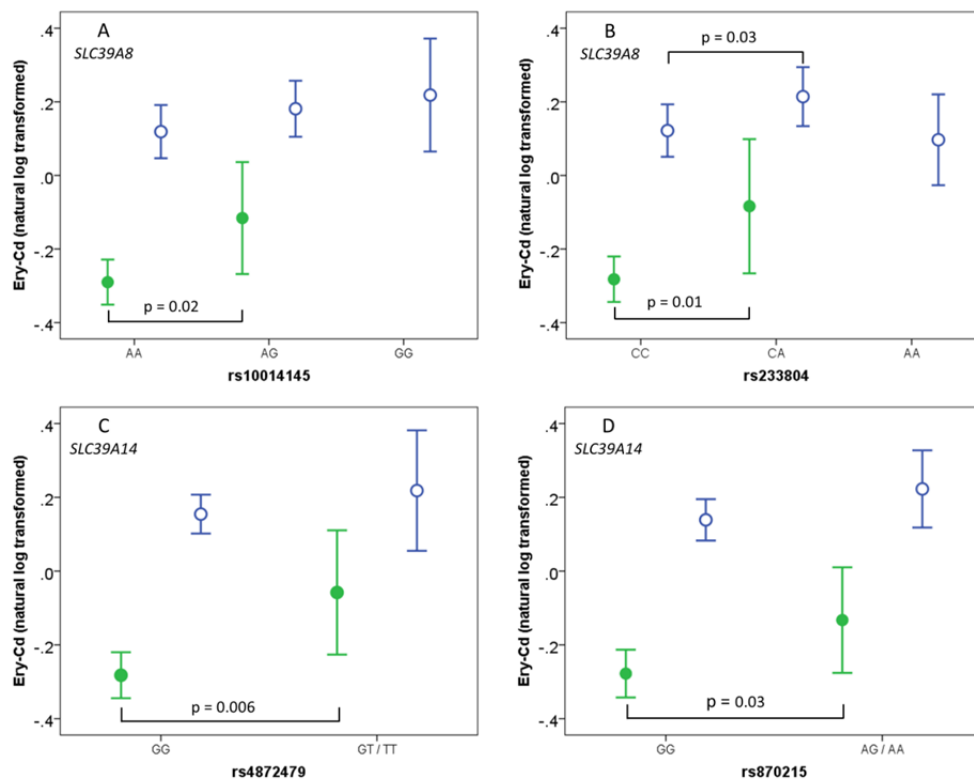 A
SLC39A8
Ery-Cd (natural log transformed)
.4
.2
.0
-.2
-.4
p = 0.02
AA
AG
GG
rs10014145
B
SLC39A8
Ery-Cd (natural log transformed)
.4
.2
.0
-.2
-.4
p = 0.03
p = 0.01
CC
CA
AA
rs233804
C
SLC39A14
Ery-Cd (natural log transformed)
.4
.2
.0
-.2
-.4
p = 0.006
GG
GT / TT
rs4872479
D
SLC39A14
Ery-Cd (natural log transformed)
.4
.2
.0
-.2
-.4
p = 0.03
GG
AG / AA
rs870215